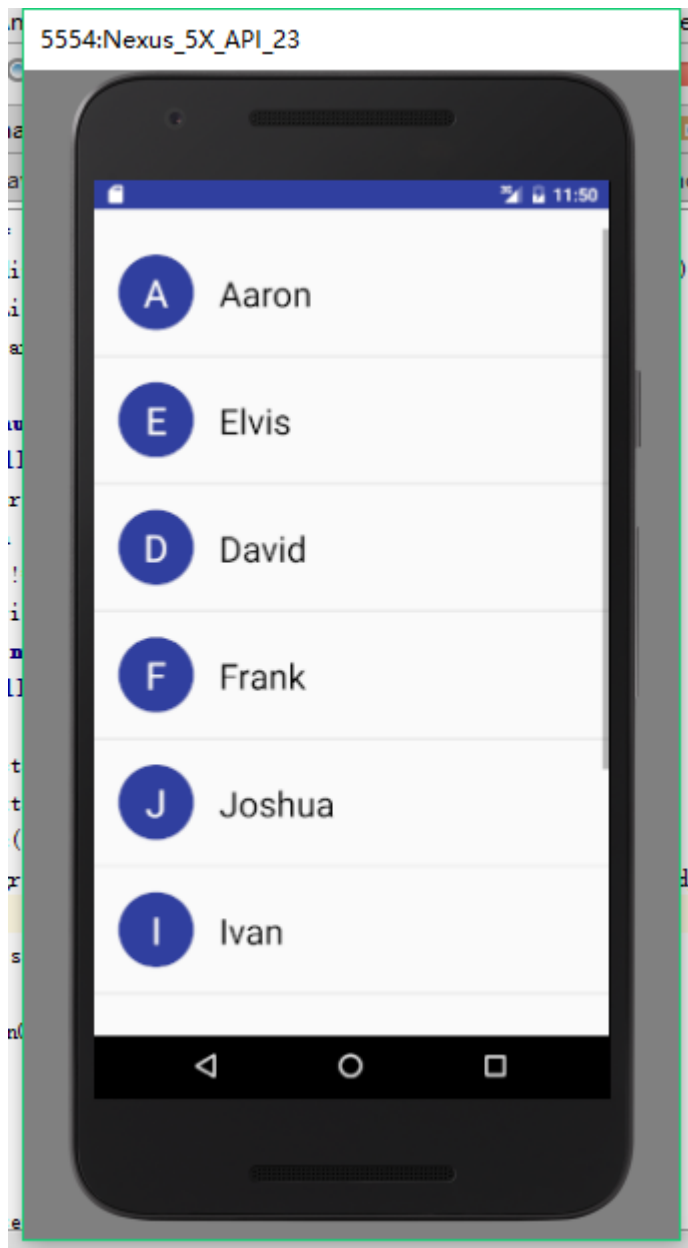 5554:Nexus_5X_API_23
11:50
A Aaron
E Elvis
D David
F Frank
J Joshua
I Ivan